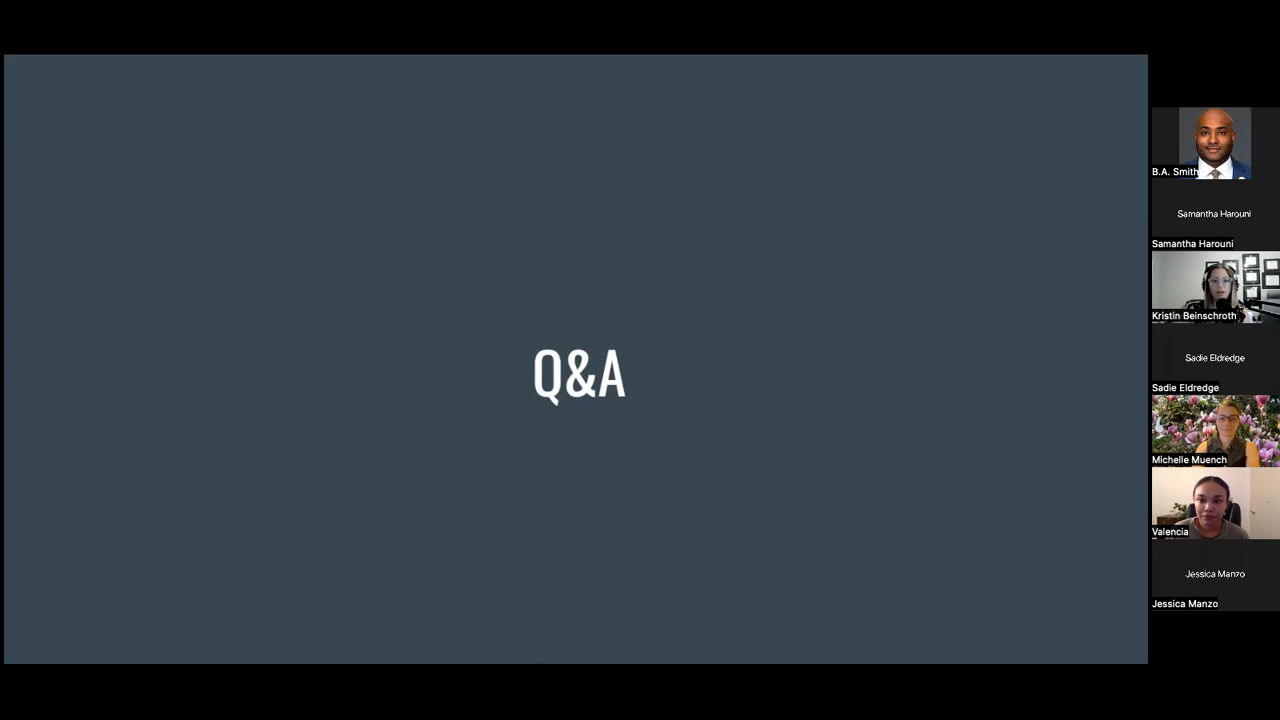 Q&A
B.A. Smith
Samantha Harouni
Samantha Harouni
Kristin Beinschroth
Sadie Eldredge
Sadie Eldredge
Michelle Muench
Valencia
Jessica Manzo
Jessica Manzo